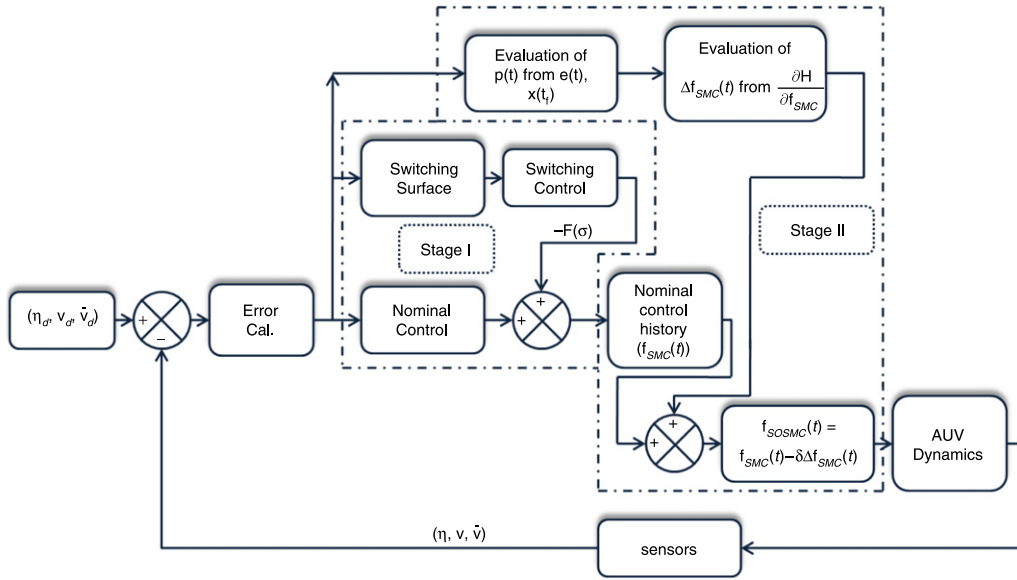 Evaluation of
p(t) from e(t),
x(t_f)
Evaluation of
Δf_SMC(t) from ∂H
∂f_SMC
Switching
Surface
Switching
Control
Stage I
–F(σ)
Stage II
(η_d, v_d, v̄_d)
+
–
Error
Cal.
Nominal
Control
+
+
Nominal
control
history
(f_SMC(t))
+
+
f_SOSMC(t) =
f_SMC(t)–δΔf_SMC(t)
AUV
Dynamics
(η, v, v̄)
sensors